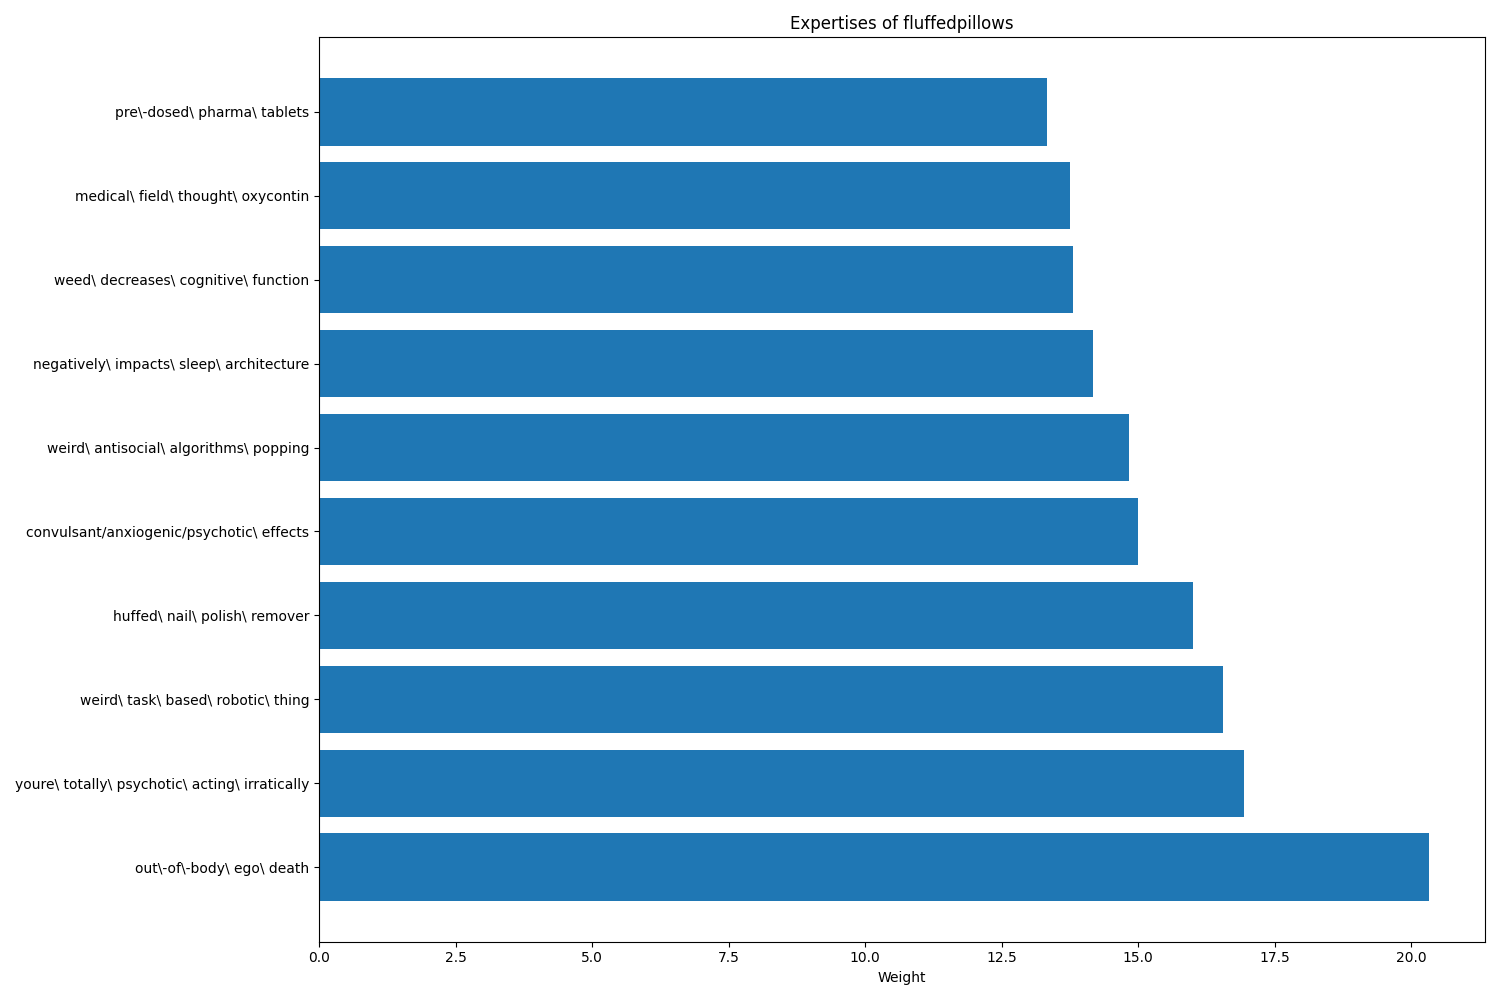 Expertises of fluffedpillows
pre\-dosed\ pharma\ tablets
medical\ field\ thought\ oxycontin
weed\ decreases\ cognitive\ function
negatively\ impacts\ sleep\ architecture
weird\ antisocial\ algorithms\ popping
convulsant/anxiogenic/psychotic\ effects
huffed\ nail\ polish\ remover
weird\ task\ based\ robotic\ thing
youre\ totally\ psychotic\ acting\ irratically
out\-of\-body\ ego\ death
0.0 2.5 5.0 7.5 10.0 12.5 15.0 17.5 20.0
Weight